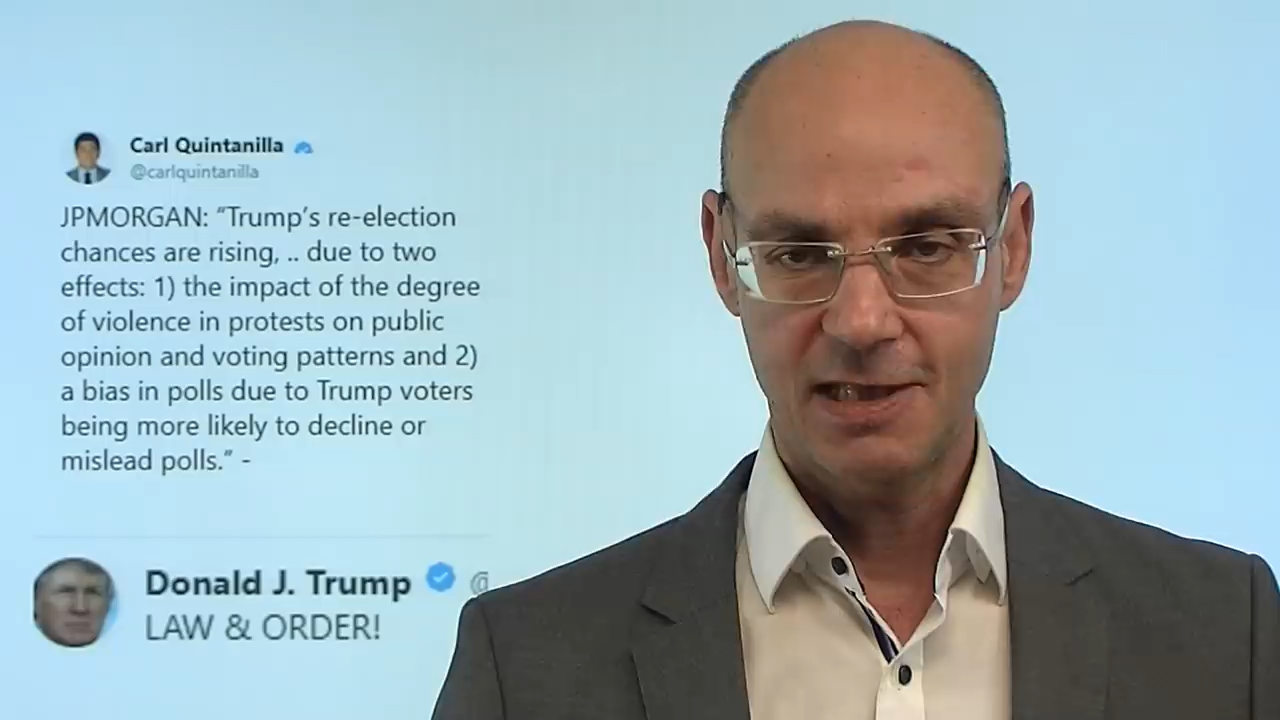 Carl Quintanilla
@carlquintanilla
JPMORGAN: “Trump’s re-election
chances are rising, .. due to two
effects: 1) the impact of the degree
of violence in protests on public
opinion and voting patterns and 2)
a bias in polls due to Trump voters
being more likely to decline or
mislead polls.” -
Donald J. Trump @
LAW & ORDER!